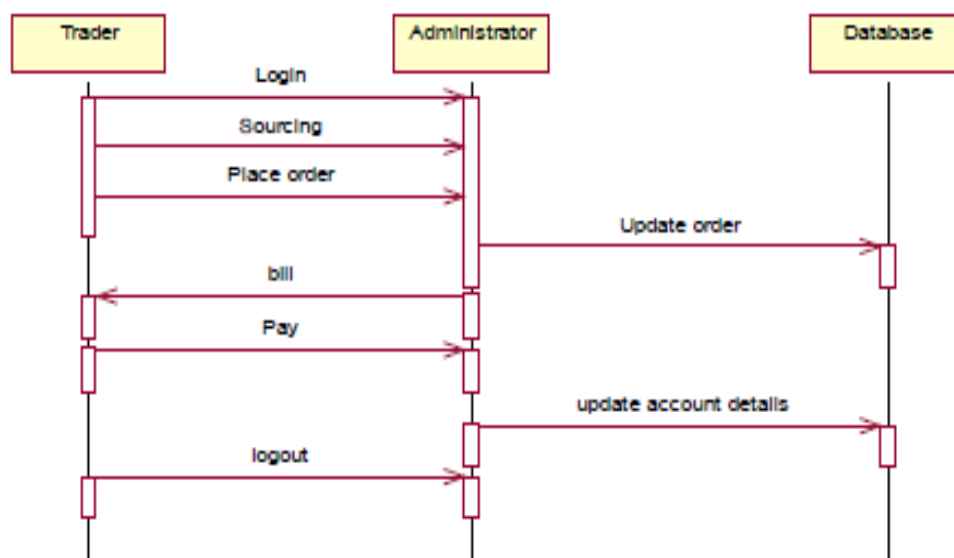 Trader
Administrator
Database
Login
Sourcing
Place order
Update order
bill
Pay
update account details
logout